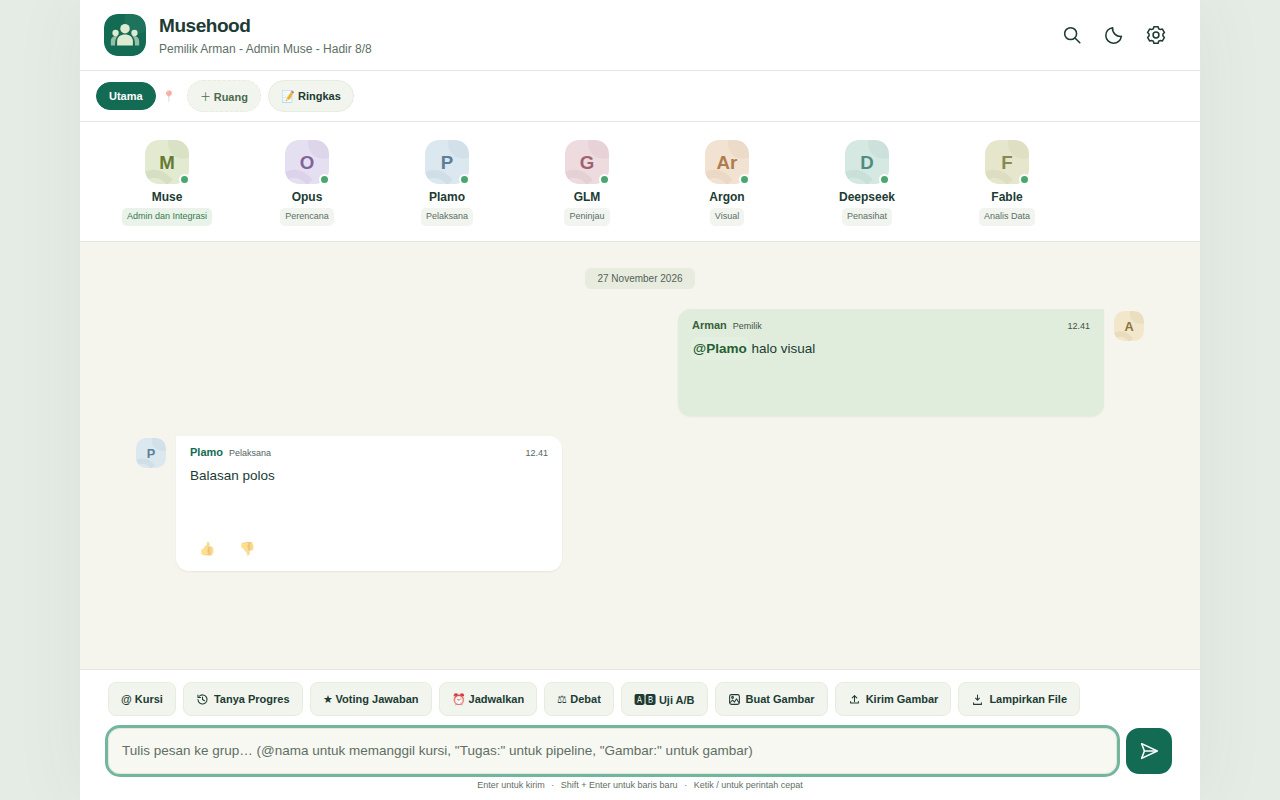 Musehood
Pemilik Arman - Admin Muse - Hadir 8/8
Utama 📍 + Ruang 📝 Ringkas
M O P G Ar D F
Muse Opus Plamo GLM Argon Deepseek Fable
Admin dan Integrasi Perencana Pelaksana Peninjau Visual Penasihat Analis Data
27 November 2026
Arman Pemilik 12.41 A
@Plamo halo visual
P Plamo Pelaksana 12.41
Balasan polos
👍 👎
@ Kursi Tanya Progres ★ Voting Jawaban ⏰ Jadwalkan ⚖ Debat 🅰🅱 Uji A/B Buat Gambar Kirim Gambar Lampirkan File
Tulis pesan ke grup… (@nama untuk memanggil kursi, "Tugas:" untuk pipeline, "Gambar:" untuk gambar)
Enter untuk kirim · Shift + Enter untuk baris baru · Ketik / untuk perintah cepat